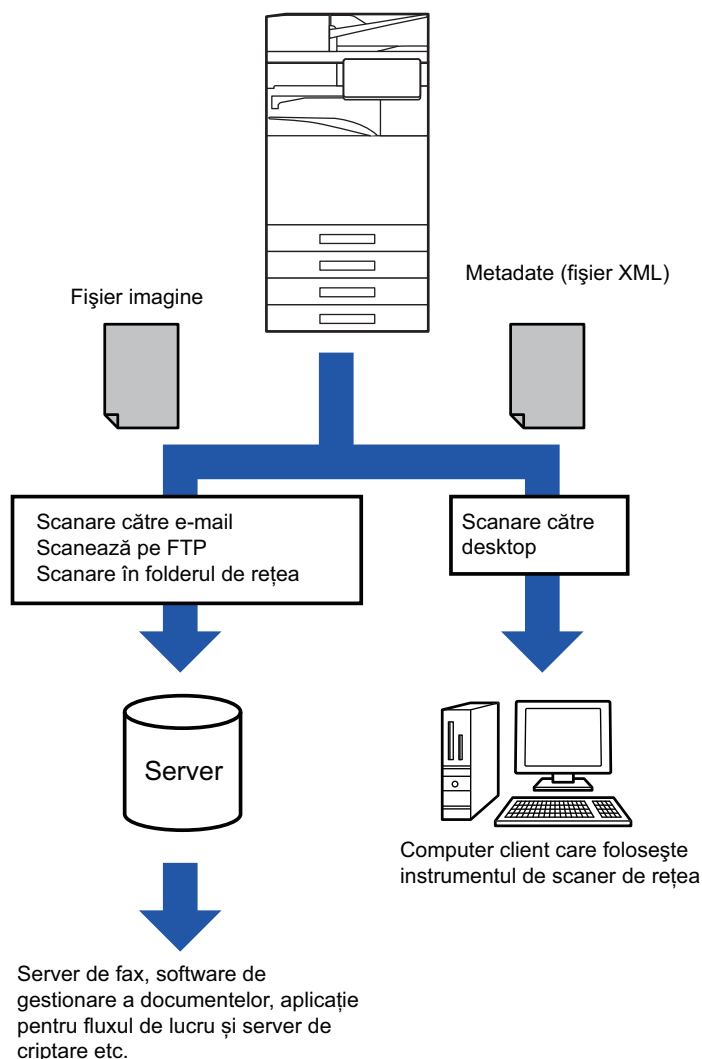 Metadate (fişier XML)
Fişier imagine
Scanare către e-mail
Scanează pe FTP
Scanare în folderul de rețea
Scanare către
desktop
Server
Computer client care foloseşte
instrumentul de scaner de rețea
Server de fax, software de
gestionare a documentelor, aplicație
pentru fluxul de lucru și server de
criptare etc.